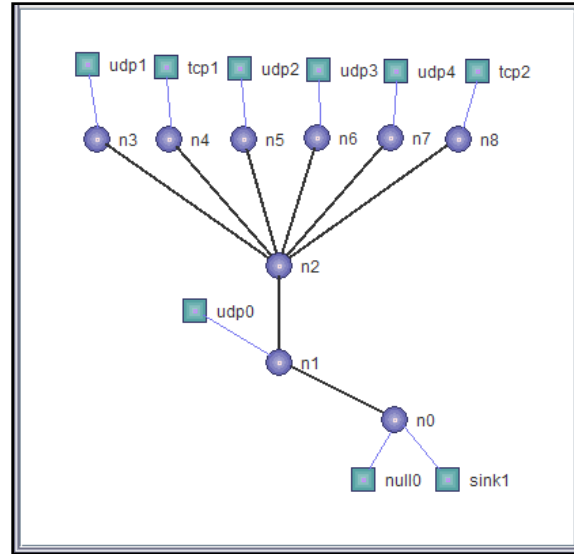 udp1 tcp1 udp2 udp3 udp4 tcp2
n3 n4 n5 n6 n7 n8
n2
udp0
n1
n0
null0 sink1